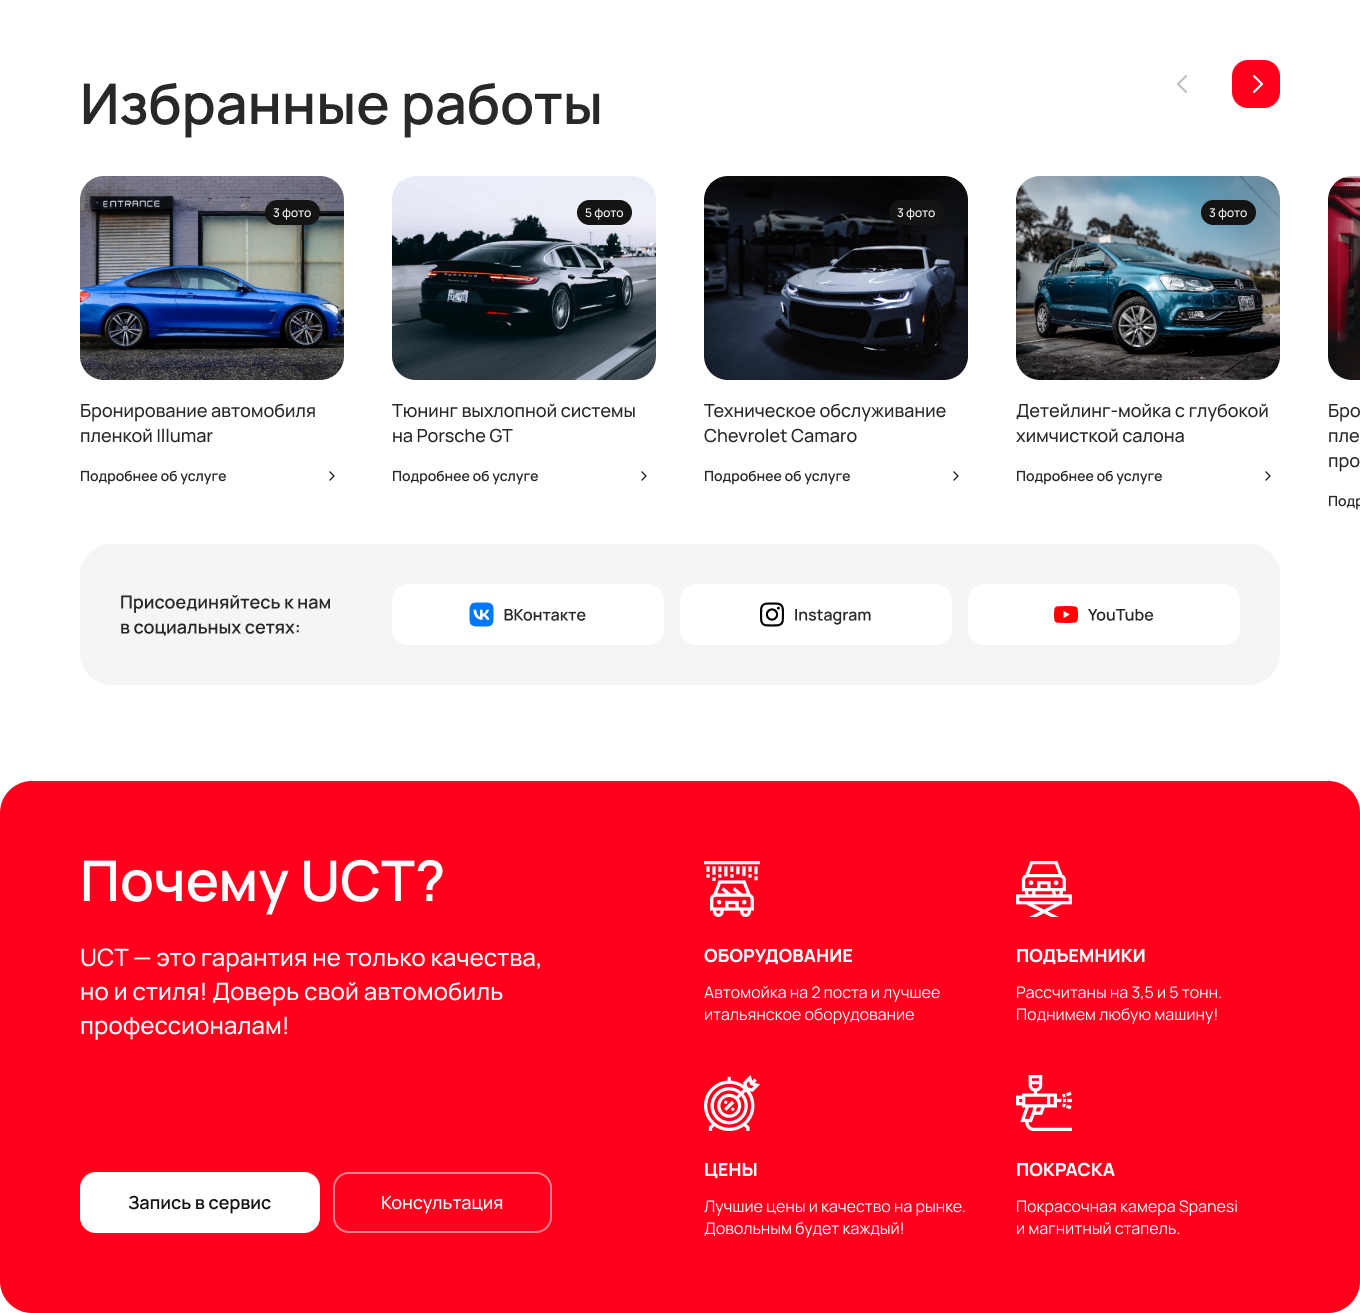 Избранные работы
ENTRANCE
3 фото
5 фото
3 фото
3 фото
Бронирование автомобиля
пленкой Illumar
Подробнее об услуге
Тюнинг выхлопной системы
на Porsche GT
Подробнее об услуге
Техническое обслуживание
Chevrolet Camaro
Подробнее об услуге
Детейлинг-мойка с глубокой
химчисткой салона
Подробнее об услуге
Бро
пле
про
Подр
Присоединяйтесь к нам
в социальных сетях:
ВКонтакте
Instagram
YouTube
Почему UCT?
UCT — это гарантия не только качества,
но и стиля! Доверь свой автомобиль
профессионалам!
Запись в сервис
Консультация
ОБОРУДОВАНИЕ
Автомойка на 2 поста и лучшее
итальянское оборудование
ПОДЪЕМНИКИ
Рассчитаны на 3,5 и 5 тонн.
Поднимем любую машину!
ЦЕНЫ
Лучшие цены и качество на рынке.
Довольным будет каждый!
ПОКРАСКА
Покрасочная камера Spanesi
и магнитный стапель.